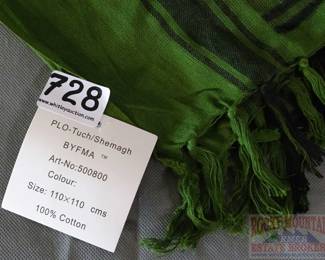 728
www.whitleyauction.com
PLO-Tuch/Shemagh
BYFMA ™
Art-No:500800
Colour:
Size: 110×110 cms
100% Cotton
ROCKY MOUNTAIN
ESTATE BROKERS